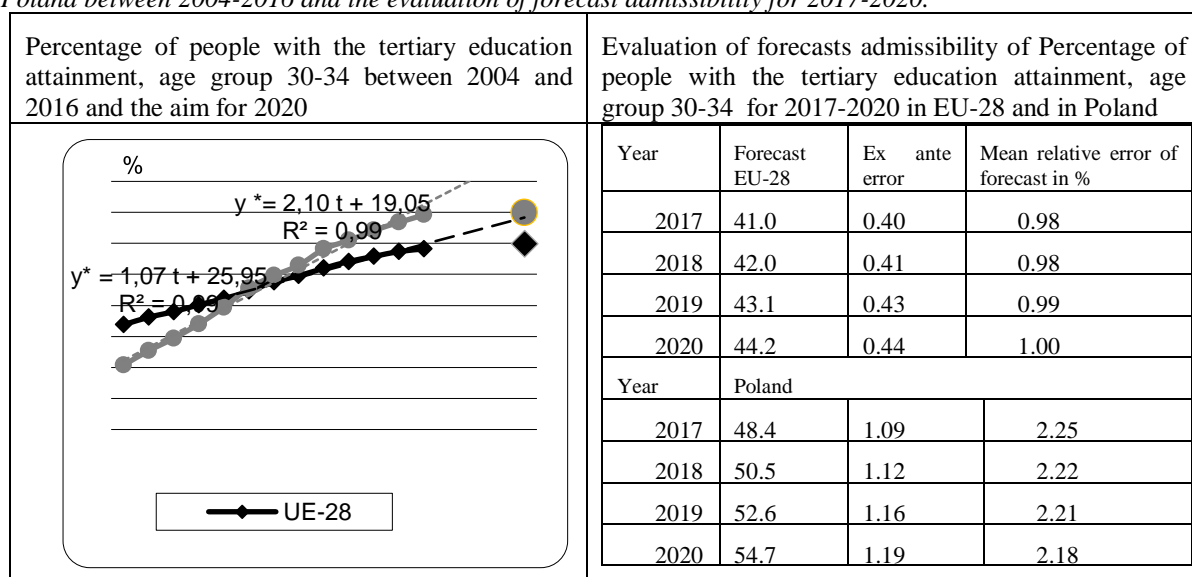 Poland between 2004-2016 and the evaluation of forecast admissibility for 2017-2020.
Percentage of people with the tertiary education
attainment, age group 30-34 between 2004 and
2016 and the aim for 2020
%
y *= 2,10 t + 19,05
R² = 0,99
y* = 1,07 t + 25,95
R² = 0,99
UE-28
Evaluation of forecasts admissibility of Percentage of
people with the tertiary education attainment, age
group 30-34 for 2017-2020 in EU-28 and in Poland
Year Forecast EU-28 Ex ante error Mean relative error of forecast in %
2017 41.0 0.40 0.98
2018 42.0 0.41 0.98
2019 43.1 0.43 0.99
2020 44.2 0.44 1.00
Year Poland
2017 48.4 1.09 2.25
2018 50.5 1.12 2.22
2019 52.6 1.16 2.21
2020 54.7 1.19 2.18